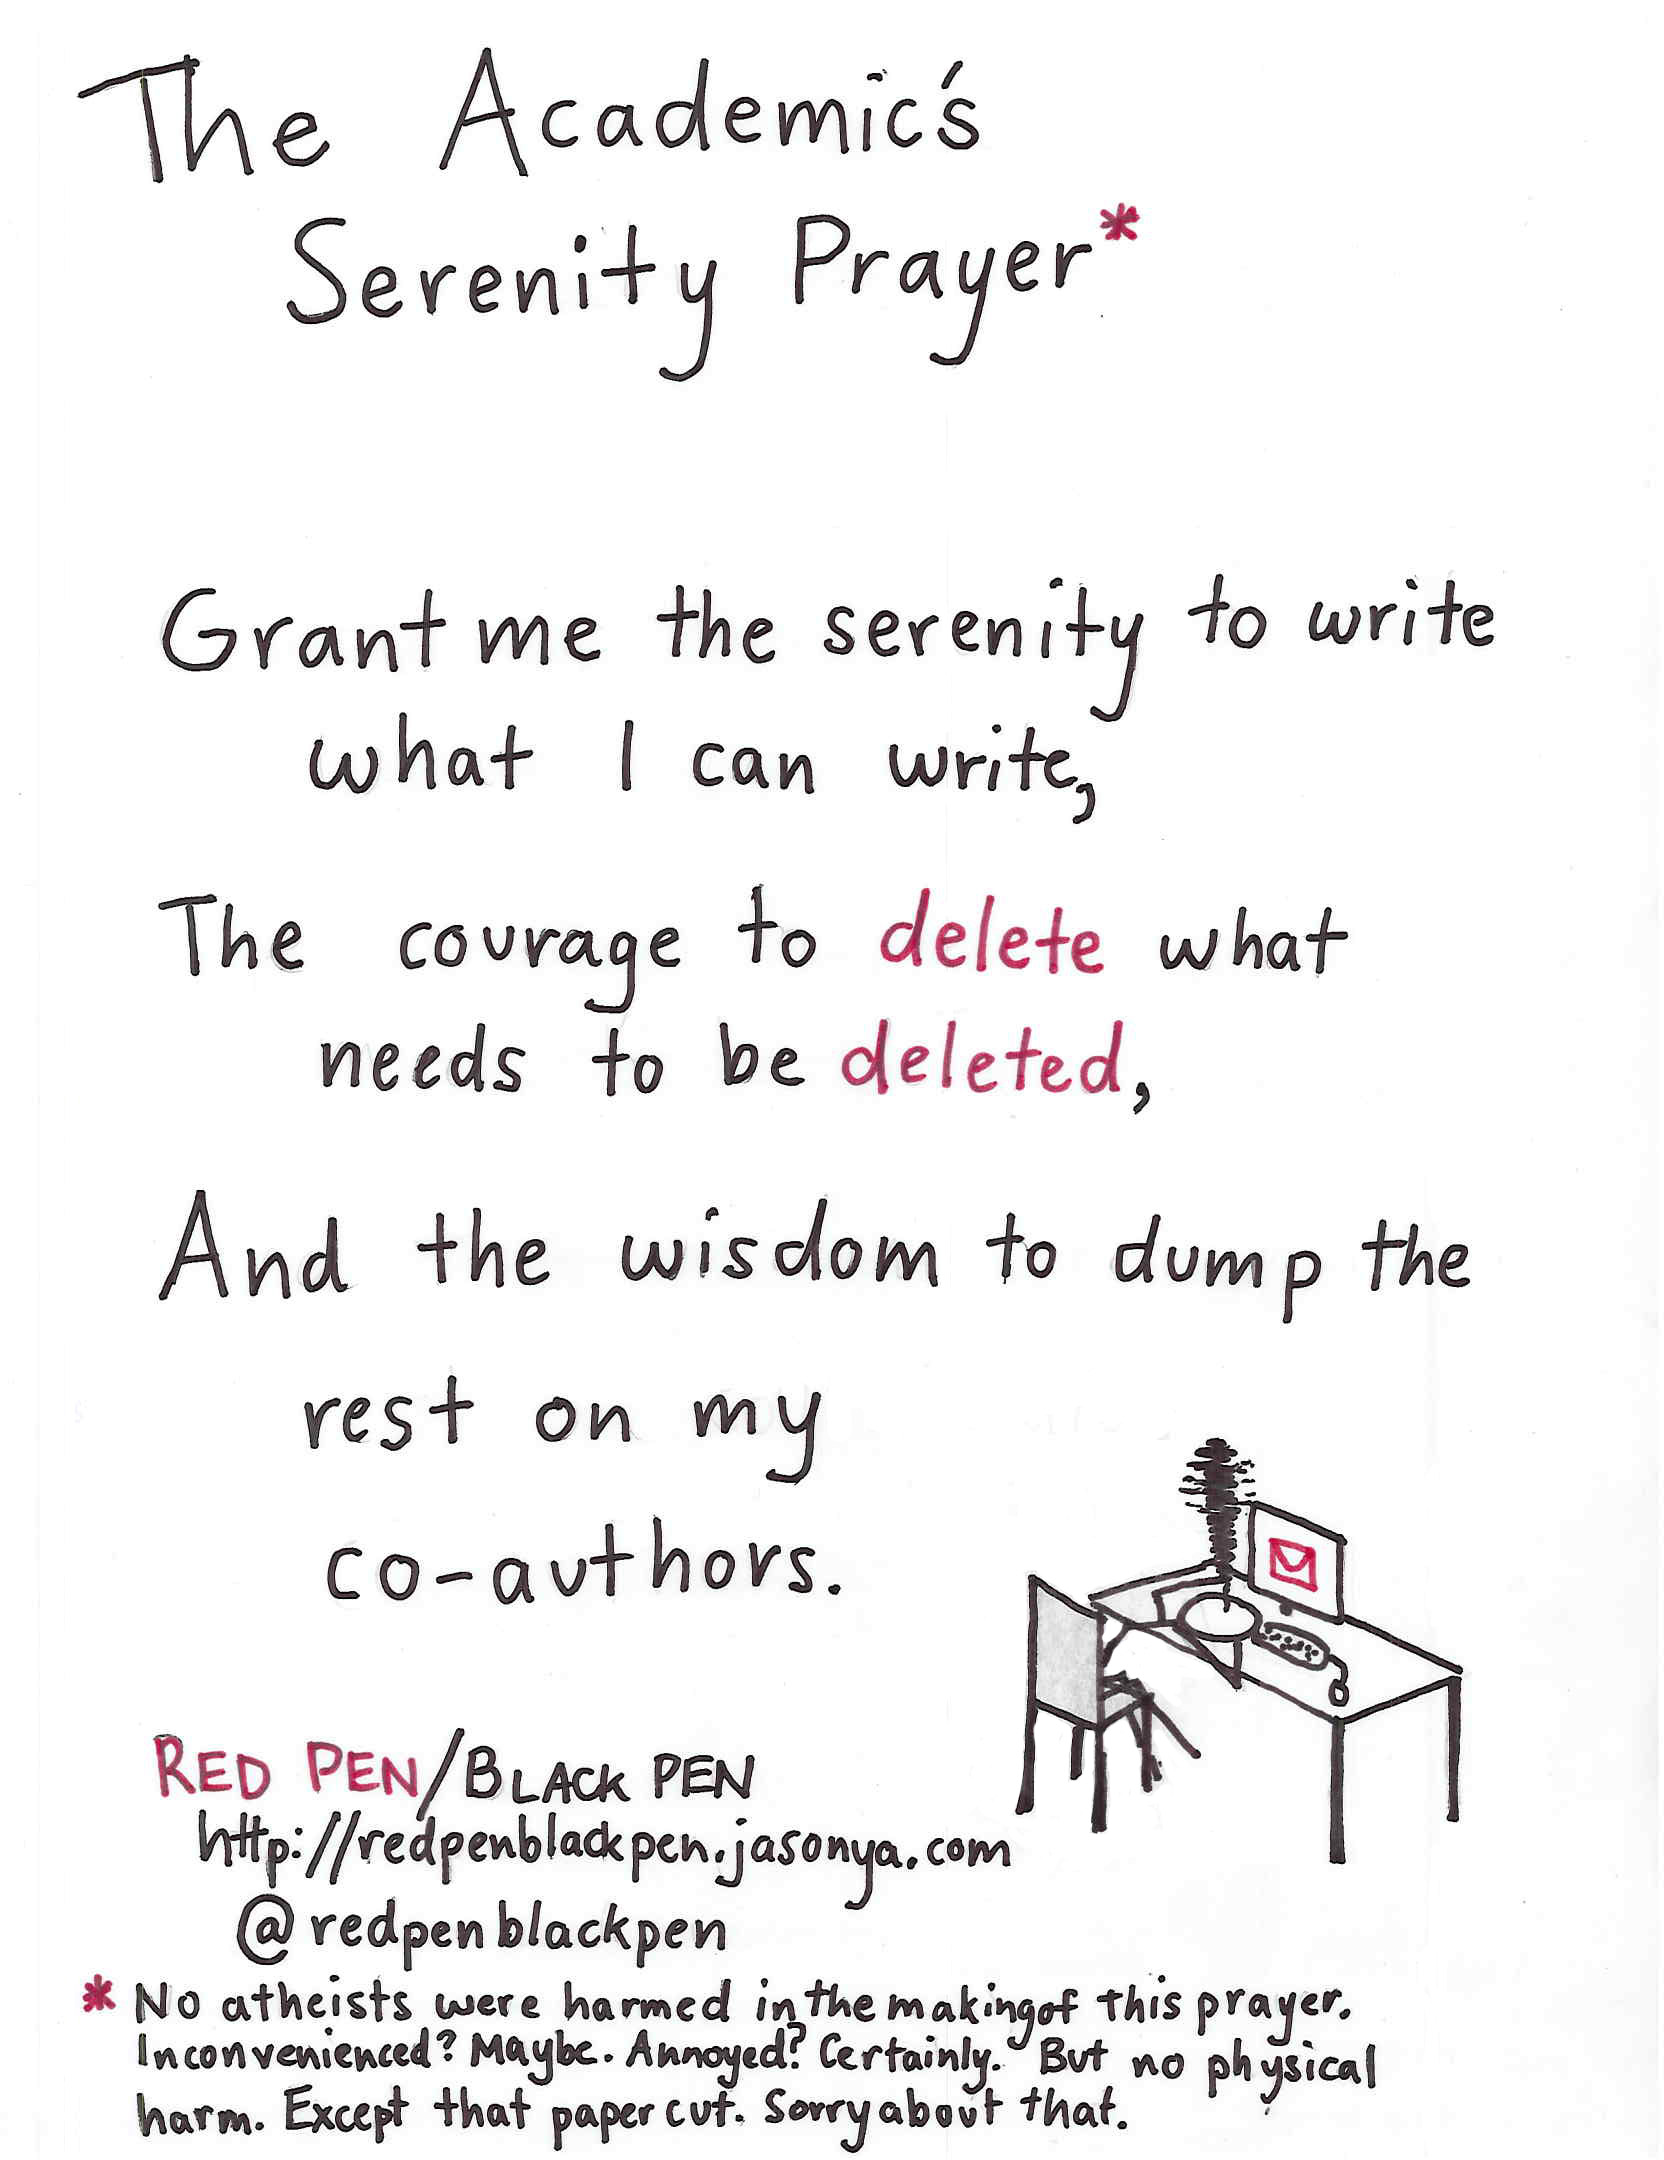 The Academic's
Serenity Prayer*
Grant me the serenity to write
what I can write,
The courage to delete what
needs to be deleted,
And the wisdom to dump the
rest on my
co-authors.
RED PEN/BLACK PEN
http://redpenblackpen.jasonya.com
@redpenblackpen
* No atheists were harmed in the making of this prayer.
Inconvenienced? Maybe. Annoyed? Certainly. But no physical
harm. Except that paper cut. Sorry about that.